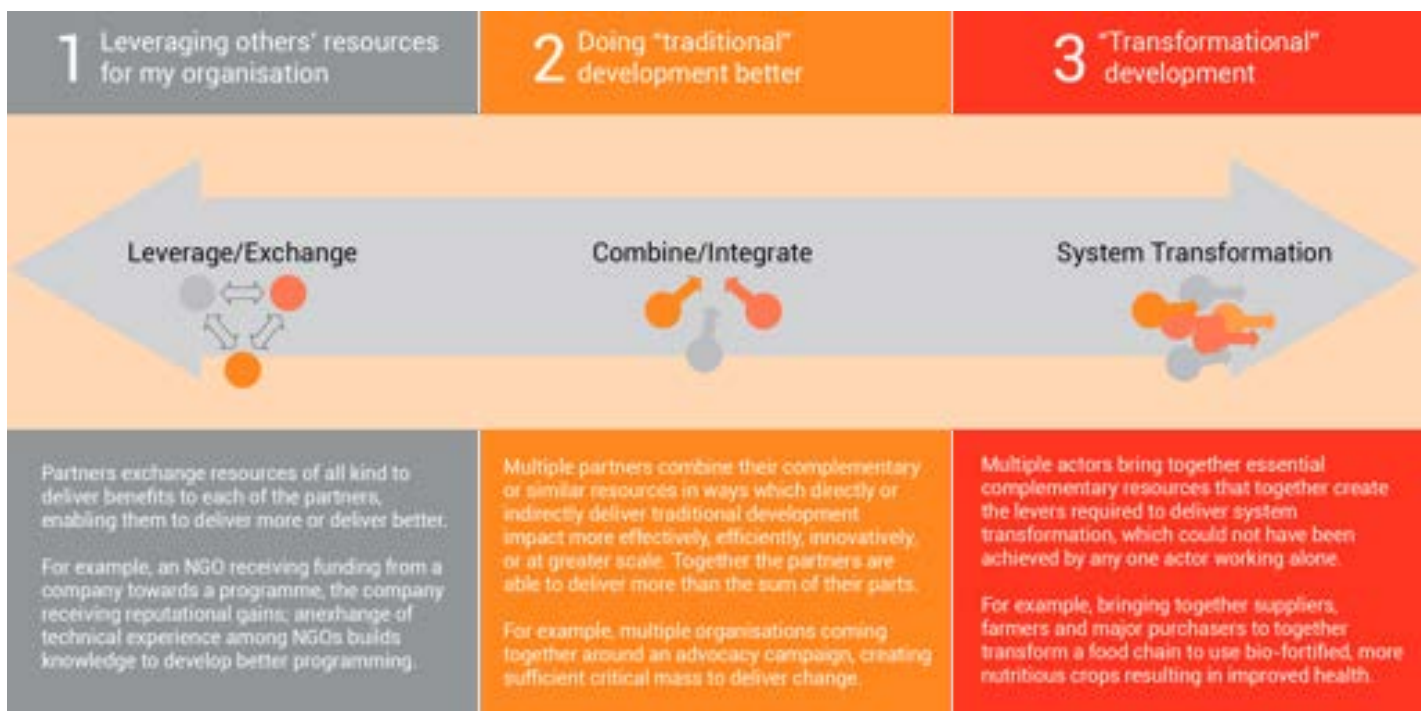 1 Leveraging others' resources
for my organisation
2 Doing "traditional"
development better
3 "Transformational"
development
Leverage/Exchange
Combine/Integrate
System Transformation
Partners exchange resources of all kind to
deliver benefits to each of the partners,
enabling them to deliver more or deliver better.
For example, an NGO receiving funding from a
company towards a programme, the company
receiving reputational gains; anexhange of
technical experience among NGOs builds
knowledge to develop better programming.
Multiple partners combine their complementary
or similar resources in ways which directly or
indirectly deliver traditional development
impact more effectively, efficiently, innovatively,
or at greater scale. Together the partners are
able to deliver more than the sum of their parts.
For example, multiple organisations coming
together around an advocacy campaign, creating
sufficient critical mass to deliver change.
Multiple actors bring together essential
complementary resources that together create
the levers required to deliver system
transformation, which could not have been
achieved by any one actor working alone.
For example, bringing together suppliers,
farmers and major purchasers to together
transform a food chain to use bio-fortified, more
nutritious crops resulting in improved health.